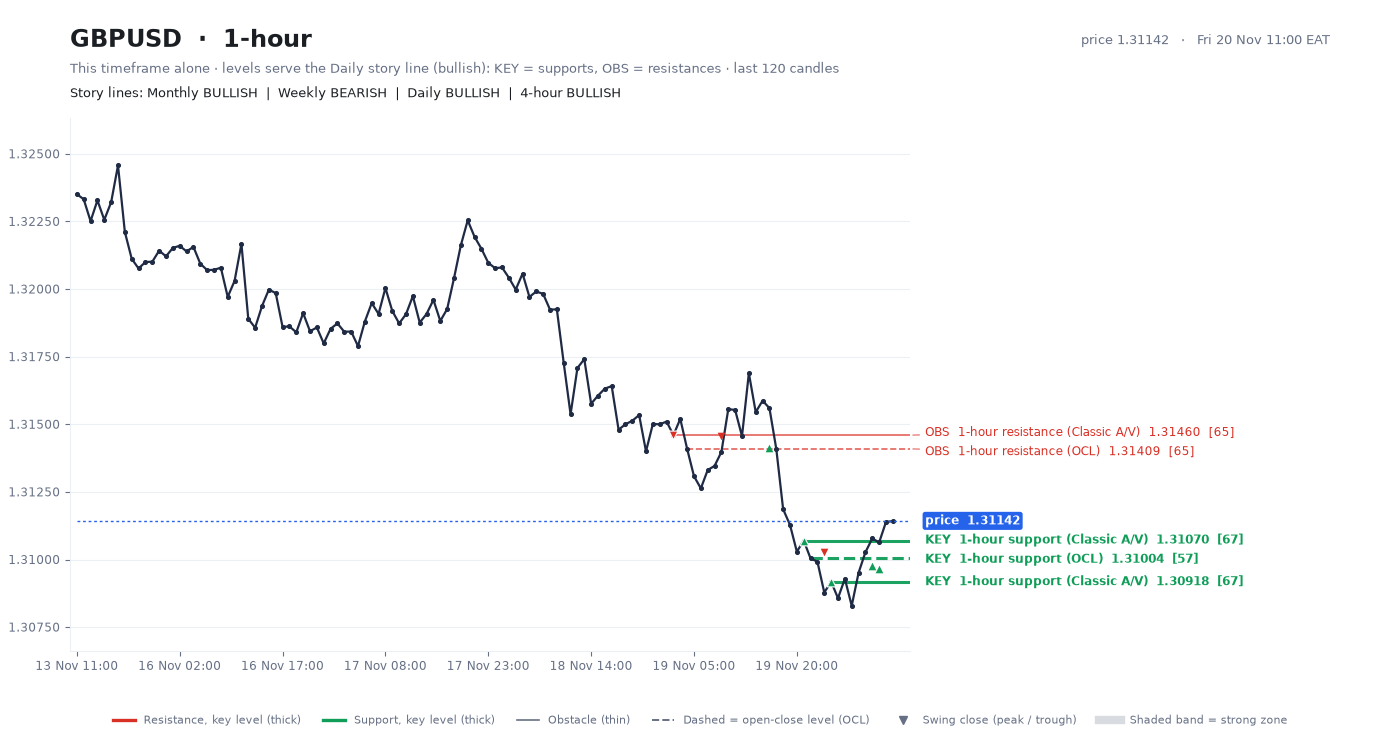 GBPUSD · 1-hour
price 1.31142 · Fri 20 Nov 11:00 EAT
This timeframe alone · levels serve the Daily story line (bullish): KEY = supports, OBS = resistances · last 120 candles
Story lines: Monthly BULLISH | Weekly BEARISH | Daily BULLISH | 4-hour BULLISH
1.32500
1.32250
1.32000
1.31750
1.31500
1.31250
1.31000
1.30750
OBS 1-hour resistance (Classic A/V) 1.31460 [65]
OBS 1-hour resistance (OCL) 1.31409 [65]
price 1.31142
KEY 1-hour support (Classic A/V) 1.31070 [67]
KEY 1-hour support (OCL) 1.31004 [57]
KEY 1-hour support (Classic A/V) 1.30918 [67]
13 Nov 11:00 16 Nov 02:00 16 Nov 17:00 17 Nov 08:00 17 Nov 23:00 18 Nov 14:00 19 Nov 05:00 19 Nov 20:00
Resistance, key level (thick) Support, key level (thick) Obstacle (thin) Dashed = open-close level (OCL) Swing close (peak / trough) Shaded band = strong zone